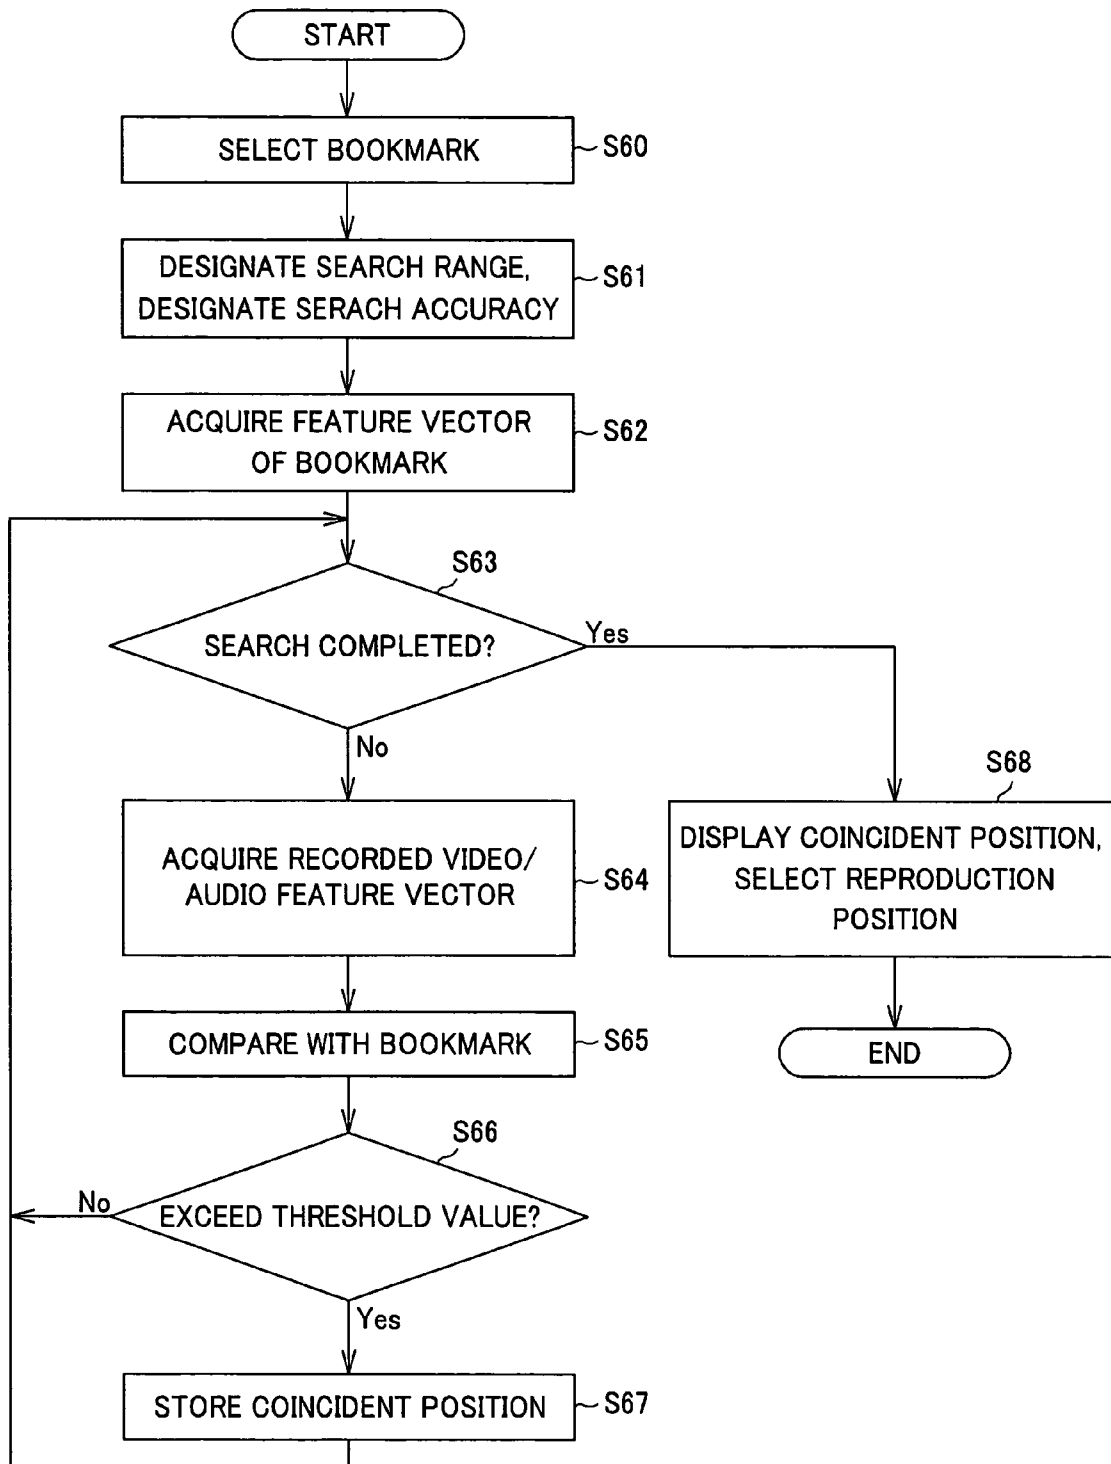 START
SELECT BOOKMARK
S60
DESIGNATE SEARCH RANGE,
DESIGNATE SERACH ACCURACY
S61
ACQUIRE FEATURE VECTOR
OF BOOKMARK
S62
S63
SEARCH COMPLETED?
Yes
No
S68
DISPLAY COINCIDENT POSITION,
SELECT REPRODUCTION
POSITION
ACQUIRE RECORDED VIDEO/
AUDIO FEATURE VECTOR
S64
COMPARE WITH BOOKMARK
S65
END
S66
No
EXCEED THRESHOLD VALUE?
Yes
STORE COINCIDENT POSITION
S67